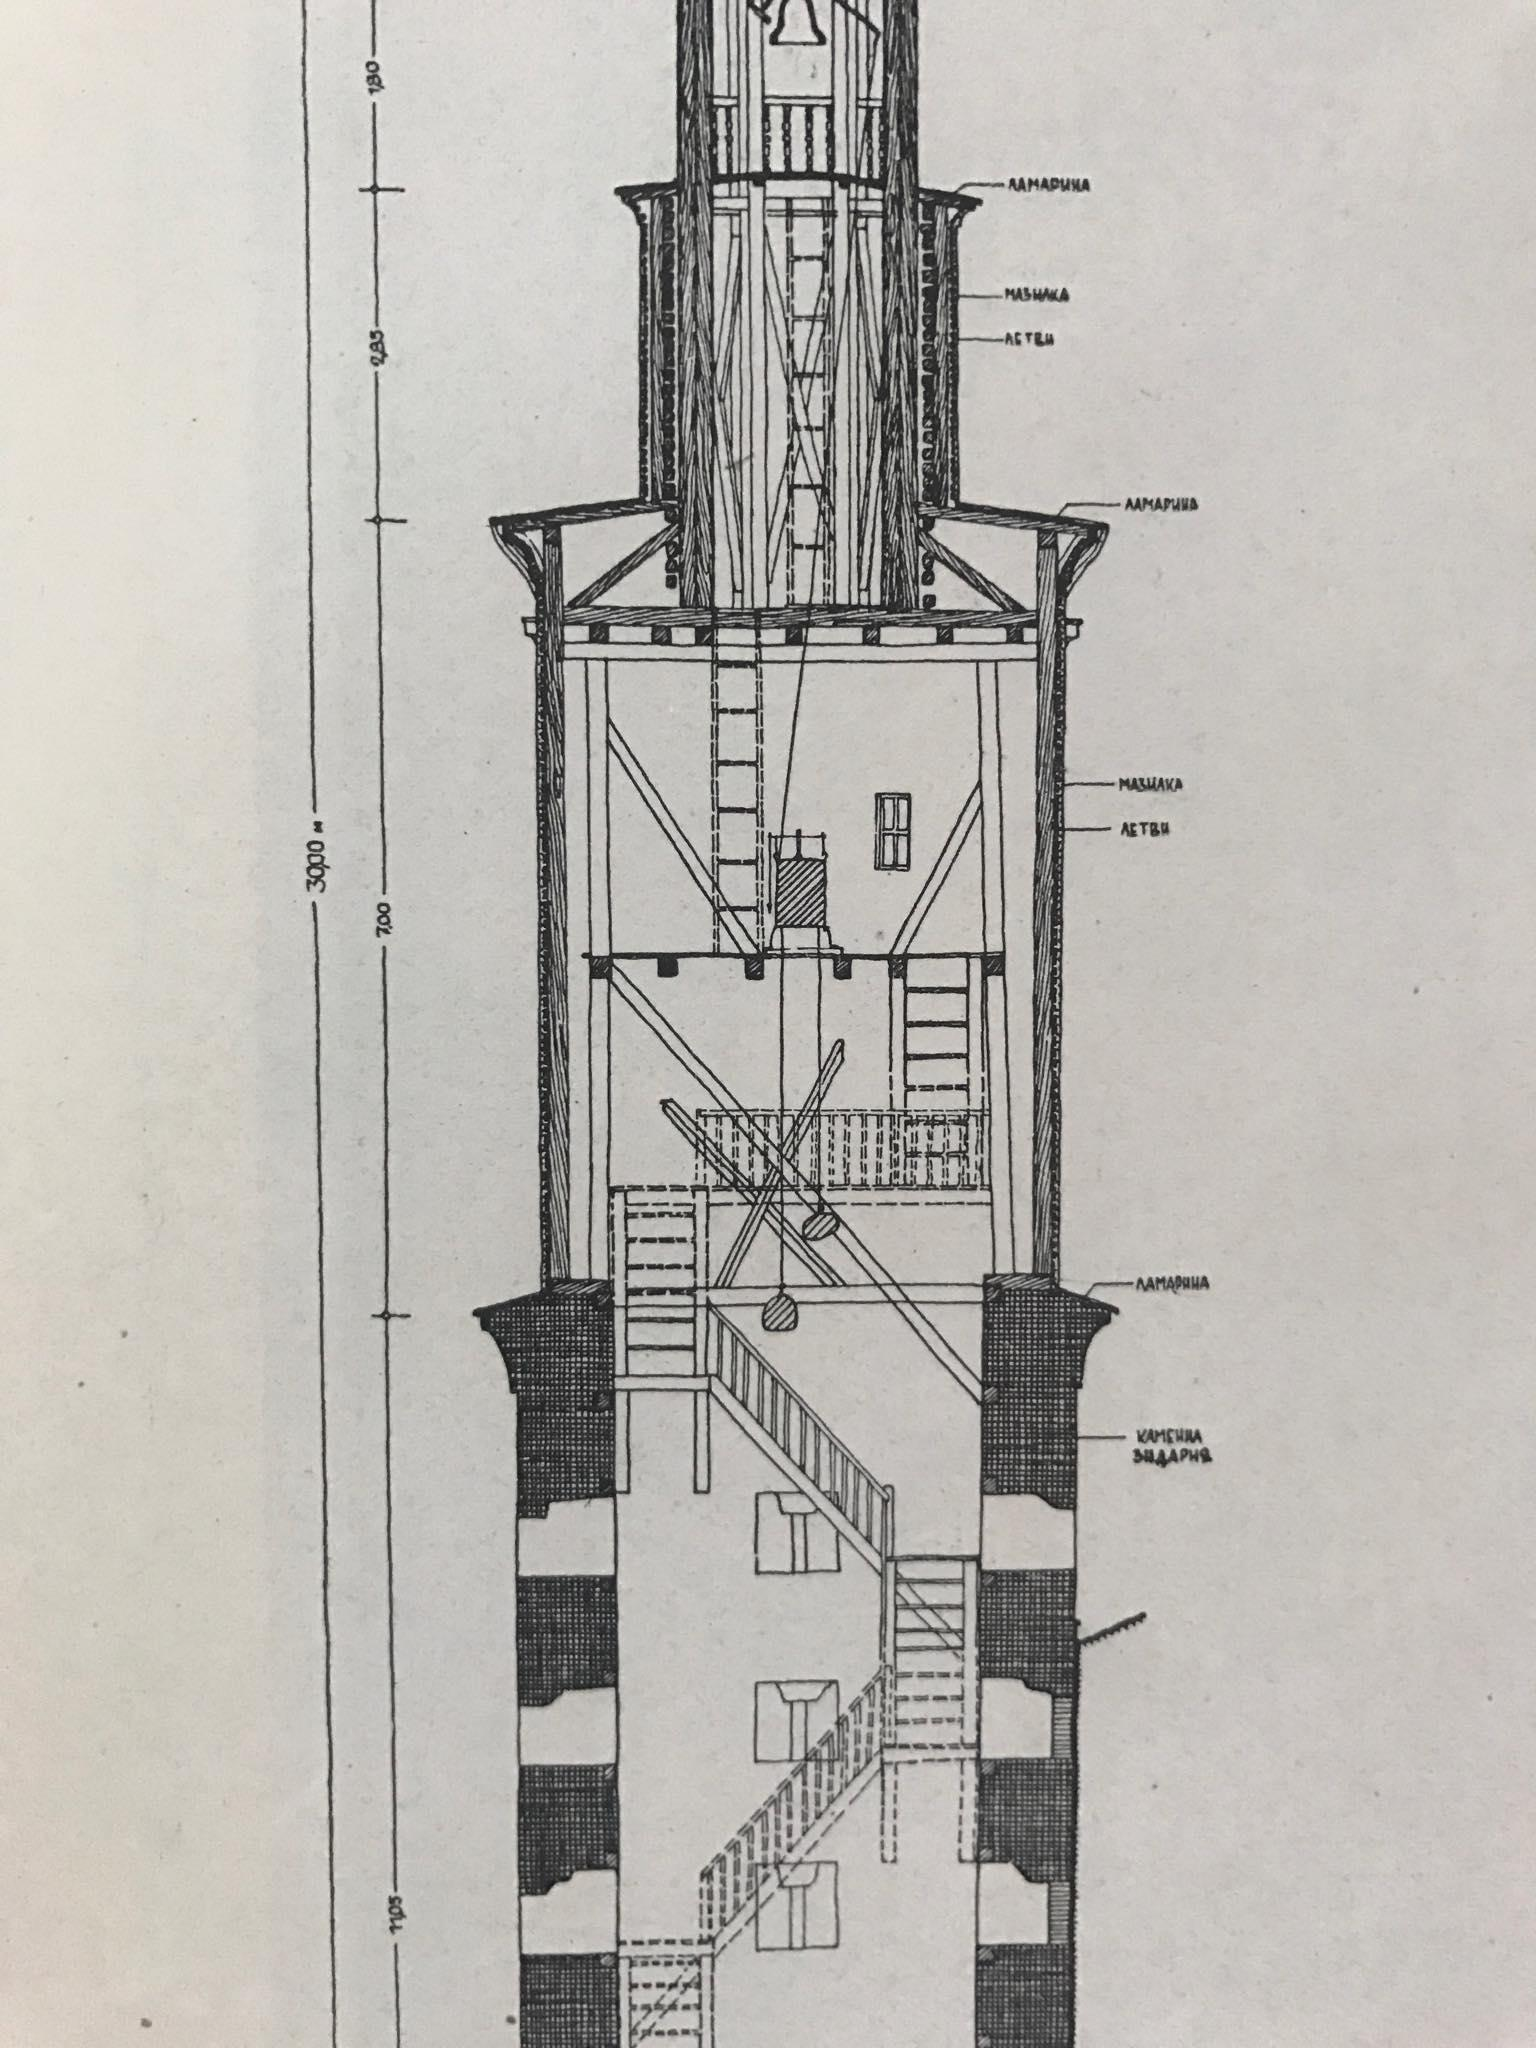 1,80
ЛАМАРИНА
МАЗИЛКА
2,85
ЛЕТВИ
ЛАМАРИНА
МАЗИЛКА
ЛЕТВИ
30,00 м
7,00
ЛАМАРИНА
КАМЕННА
ЗИДАРИЯ
11,05